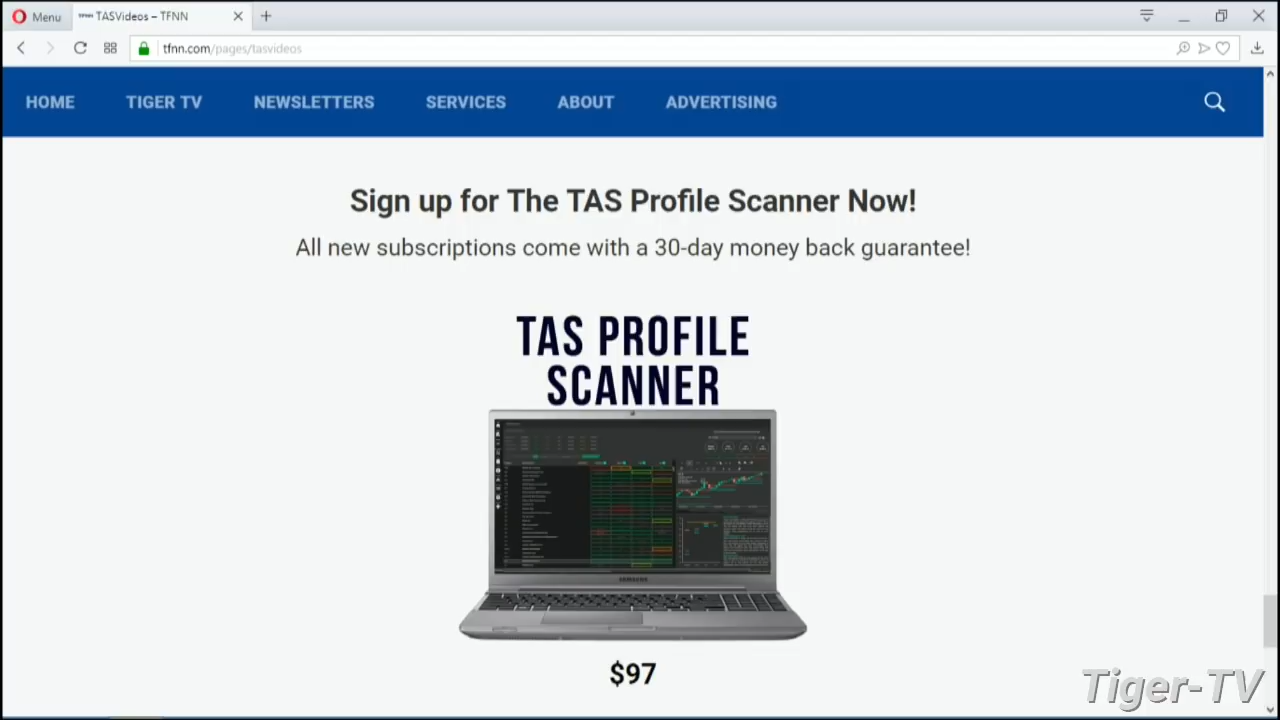 Menu
TFNN TASVideos – TFNN
tfnn.com/pages/tasvideos
HOME TIGER TV NEWSLETTERS SERVICES ABOUT ADVERTISING
Sign up for The TAS Profile Scanner Now!
All new subscriptions come with a 30-day money back guarantee!
TAS PROFILE
SCANNER
SAMSUNG
$97
Tiger-TV